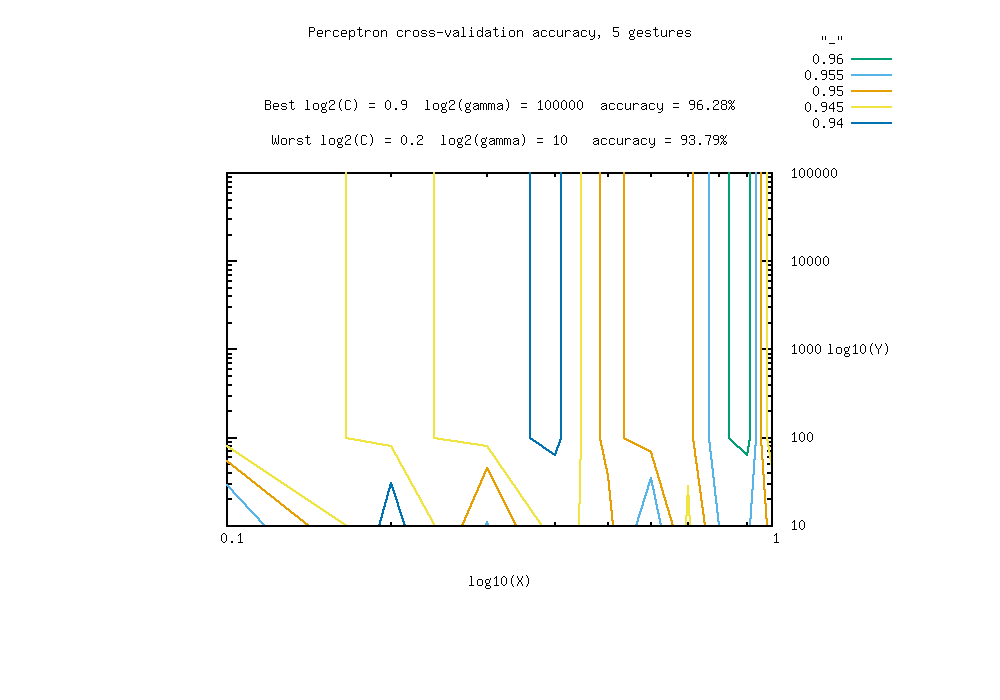 Perceptron cross-validation accuracy, 5 gestures
"_"
0.96
0.955
0.95
0.945
0.94
Best log2(C) = 0.9  log2(gamma) = 100000  accuracy = 96.28%
Worst log2(C) = 0.2  log2(gamma) = 10   accuracy = 93.79%
100000
10000
1000 log10(Y)
100
10
0.1 1
log10(X)